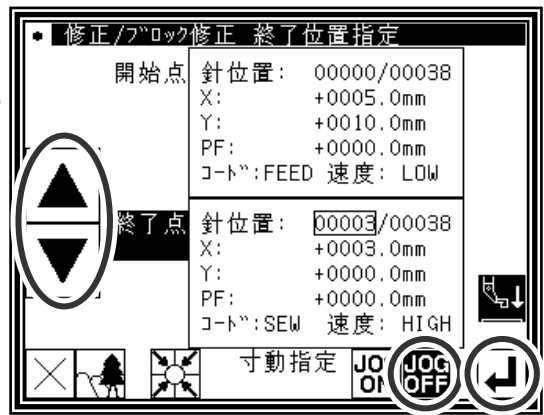 修正/ブロック修正 終了位置指定
開始点
針位置: 00000/00038
X: +0005.0mm
Y: +0010.0mm
PF: +0000.0mm
コード:FEED 速度: LOW
終了点
針位置: 00003/00038
X: +0003.0mm
Y: +0000.0mm
PF: +0000.0mm
コード:SEW 速度: HIGH
寸動指定
JOG ON
JOG OFF